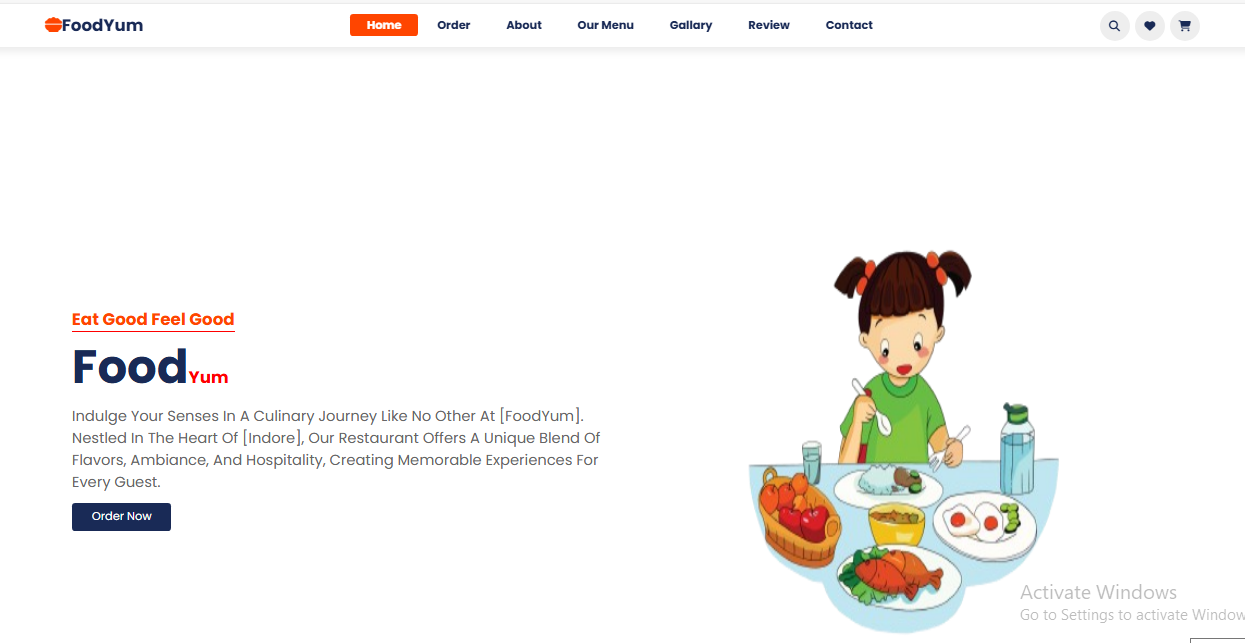 FoodYum
Home Order About Our Menu Gallary Review Contact
Eat Good Feel Good
FoodYum
Indulge Your Senses In A Culinary Journey Like No Other At [FoodYum].
Nestled In The Heart Of [Indore], Our Restaurant Offers A Unique Blend Of
Flavors, Ambiance, And Hospitality, Creating Memorable Experiences For
Every Guest.
Order Now
Activate Windows
Go to Settings to activate Window